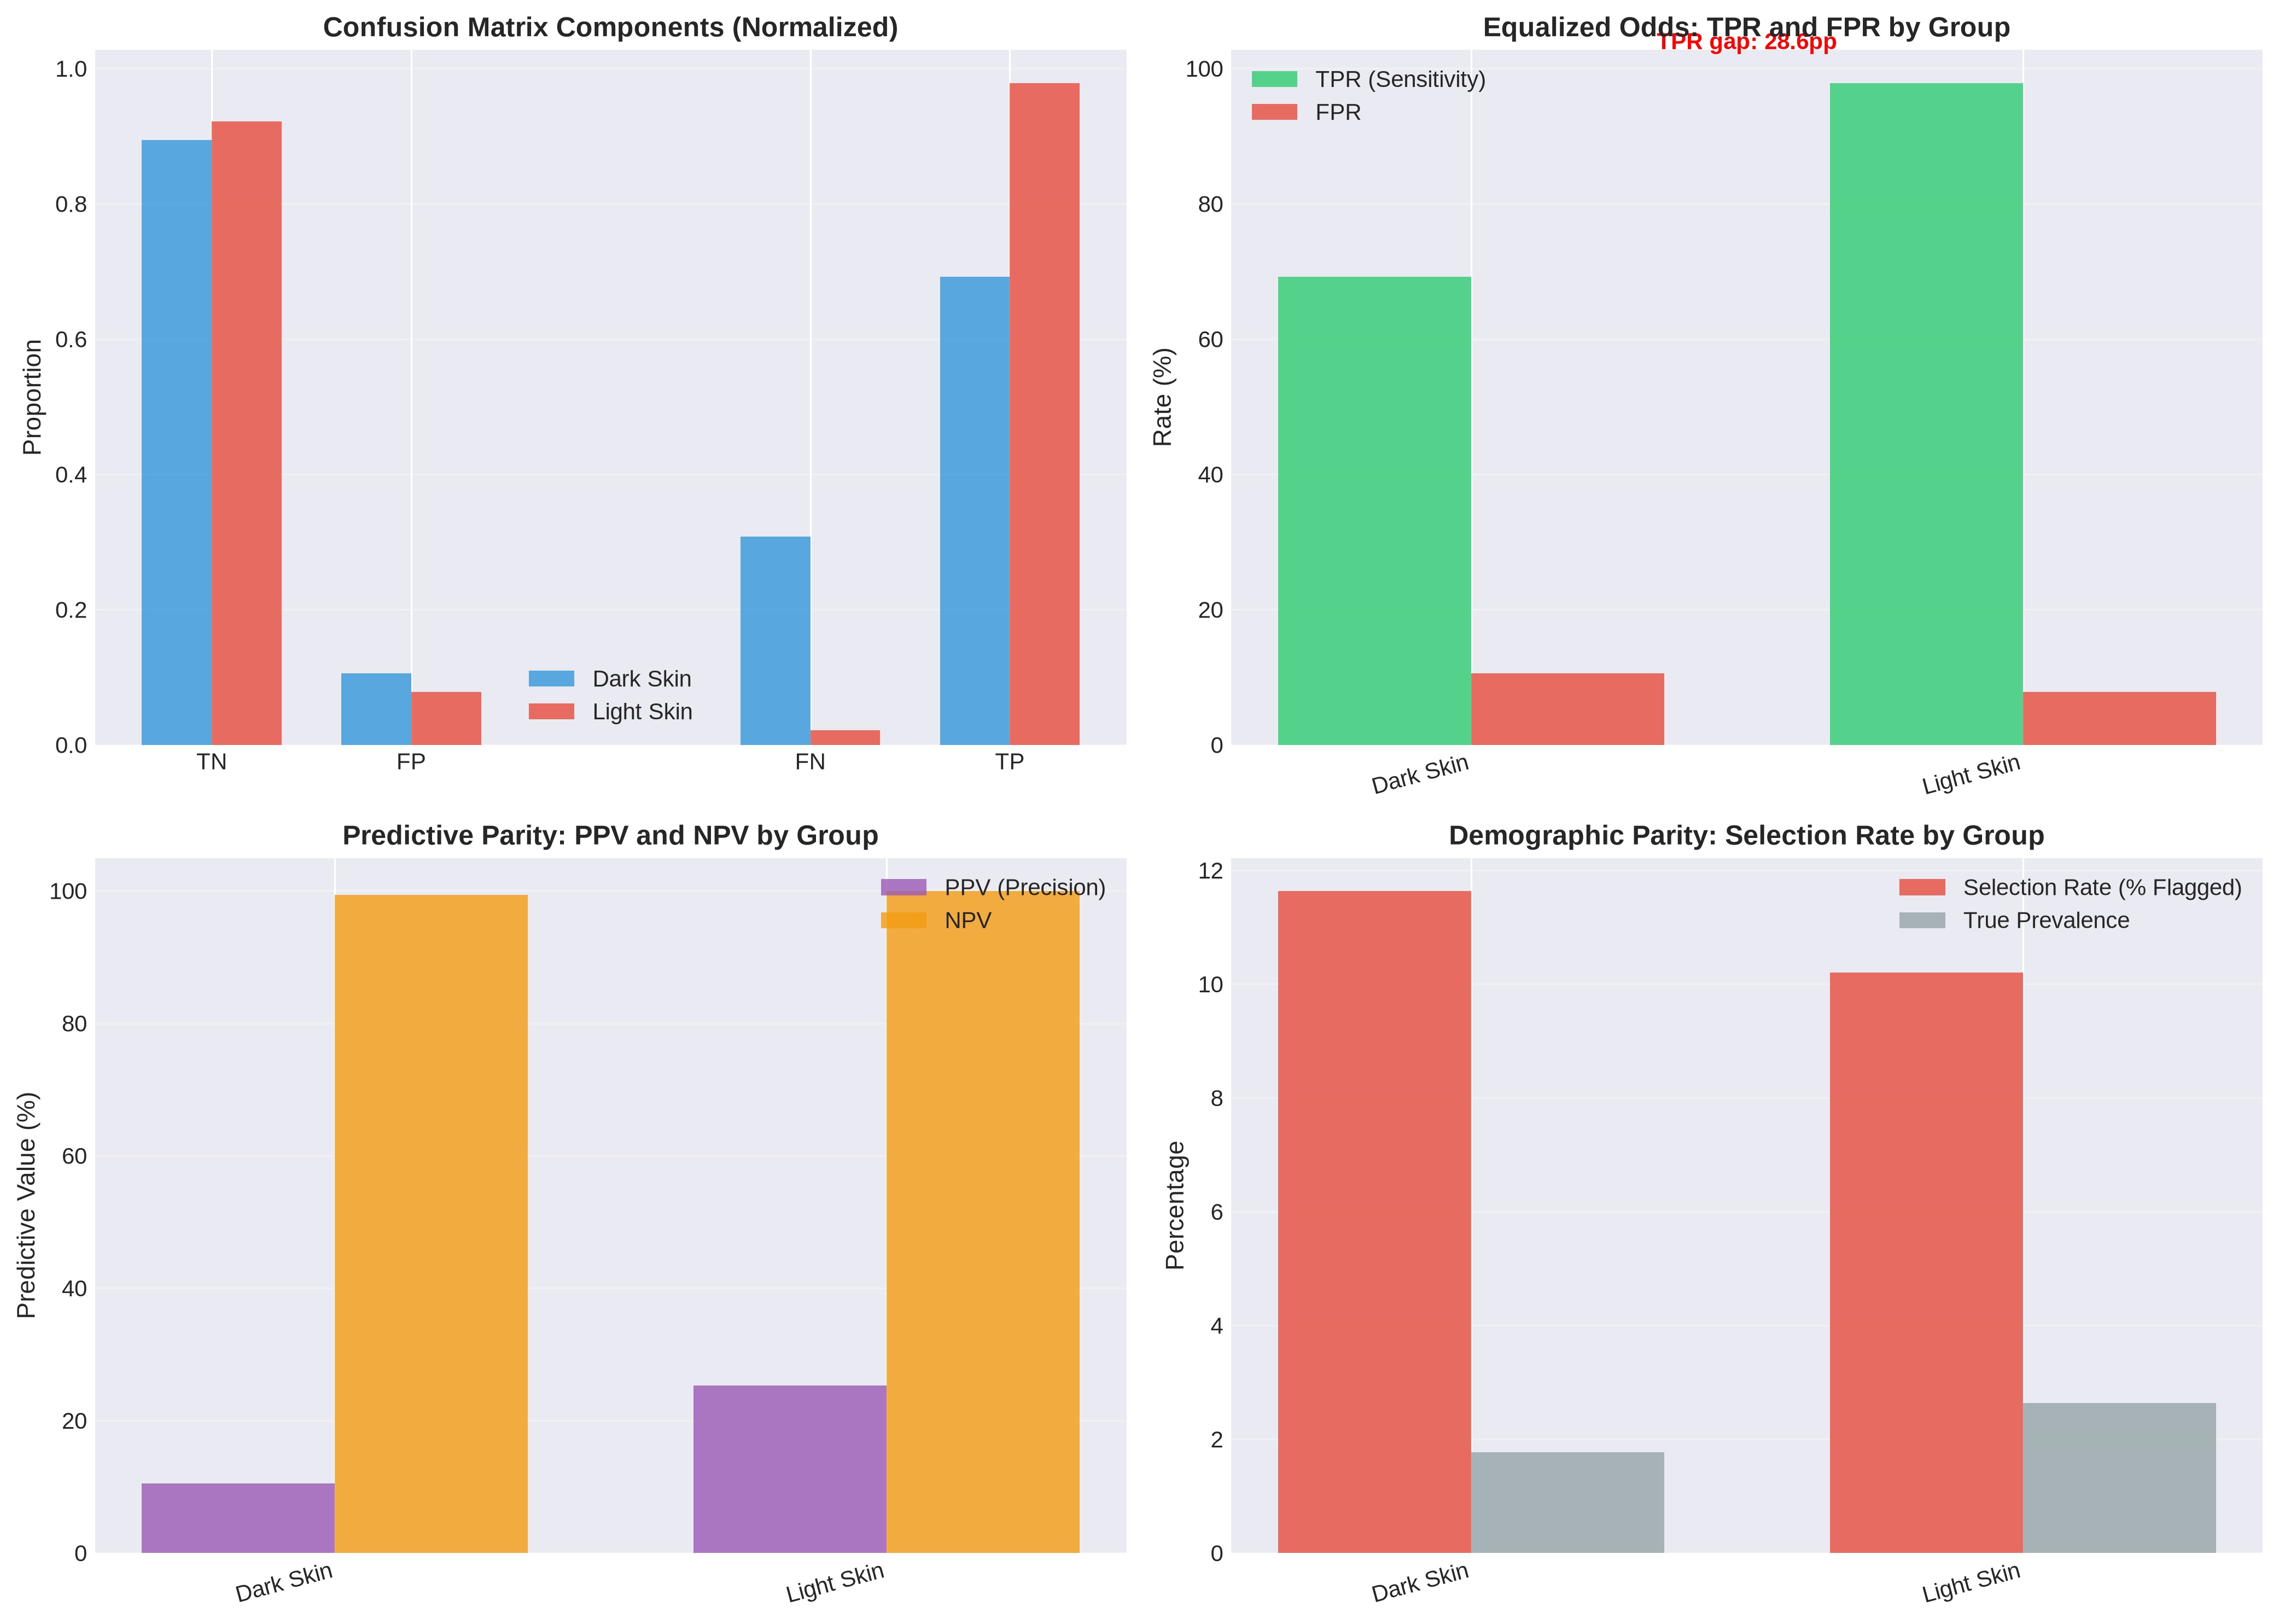 Confusion Matrix Components (Normalized)
1.0
0.8
0.6
0.4
0.2
0.0
Proportion
Dark Skin
Light Skin
TN
FP
FN
TP
Equalized Odds: TPR and FPR by Group
TPR gap: 28.6pp
100
80
60
40
20
0
Rate (%)
TPR (Sensitivity)
FPR
Dark Skin
Light Skin
Predictive Parity: PPV and NPV by Group
100
80
60
40
20
0
Predictive Value (%)
PPV (Precision)
NPV
Dark Skin
Light Skin
Demographic Parity: Selection Rate by Group
12
10
8
6
4
2
0
Percentage
Selection Rate (% Flagged)
True Prevalence
Dark Skin
Light Skin